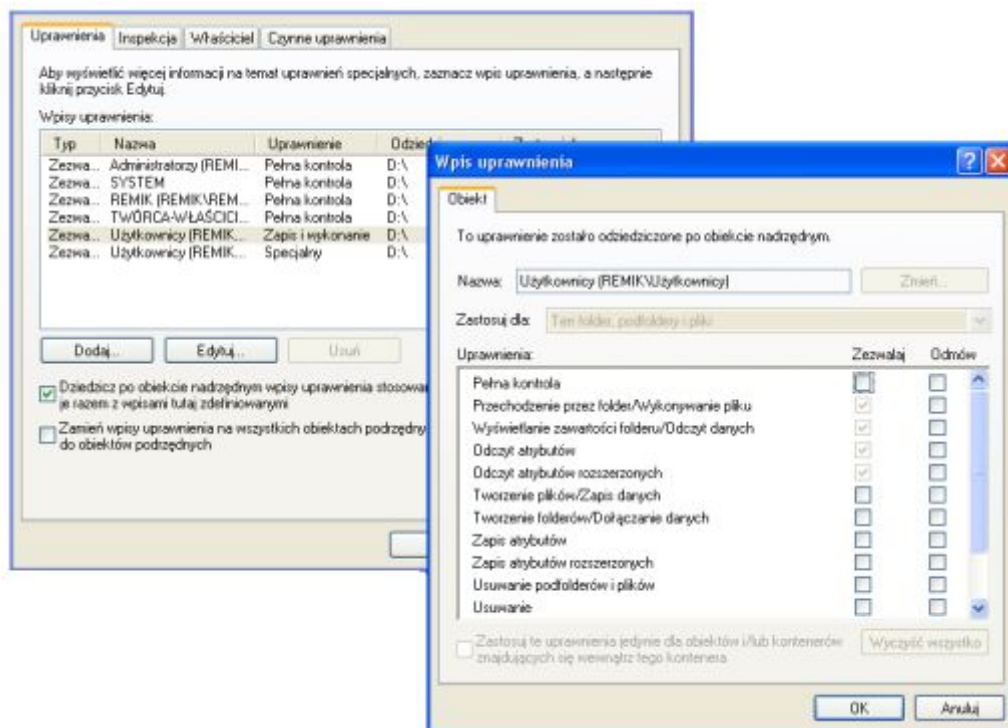 Uprawnienia Inspekcja Właściciel Czynne uprawnienia
Aby wyświetlić więcej informacji na temat uprawnień specjalnych, zaznacz wpis uprawnienia, a następnie
kliknij przycisk Edytuj.
Wpisy uprawnienia:
Typ Nazwa Uprawnienie
Zezwa... Administratorzy (REMI... Pełna kontrola D:\
Zezwa... SYSTEM Pełna kontrola D:\
Zezwa... REMIK (REMIK\REM... Pełna kontrola D:\
Zezwa... TWÓRCA-WŁAŚCICI... Pełna kontrola D:\
Zezwa... Użytkownicy (REMIK... Zapis i wykonanie D:\
Zezwa... Użytkownicy (REMIK... Specjalny D:\
Dodaj... Edytuj... Usuń
Dziedzicz po obiekcie nadrzędnym wpisy uprawnienia
je razem z wpisami tutaj zdefiniowanymi
Zamień wpisy uprawnienia na wszystkich obiektach
do obiektów podrzędnych
Wpis uprawnienia
Obiekt
To uprawnienie zostało odziedziczone po obiekcie nadrzędnym.
Nazwa: Użytkownicy (REMIK\Użytkownicy) Zmień...
Zastosuj dla: Ten folder, podfoldery i pliki
Uprawnienia: Zezwalaj Odmów
Pełna kontrola
Przechodzenie przez folder/Wykonywanie pliku
Wyświetlanie zawartości folderu/Odczyt danych
Odczyt atrybutów
Odczyt atrybutów rozszerzonych
Tworzenie plików/Zapis danych
Tworzenie folderów/Dołączanie danych
Zapis atrybutów
Zapis atrybutów rozszerzonych
Usuwanie podfolderów i plików
Usuwanie
Zastosuj te uprawnienia jedynie dla obiektów i/lub kontenerów
znajdujących się wewnątrz tego kontenera
Wyczyść wszystko
OK Anuluj